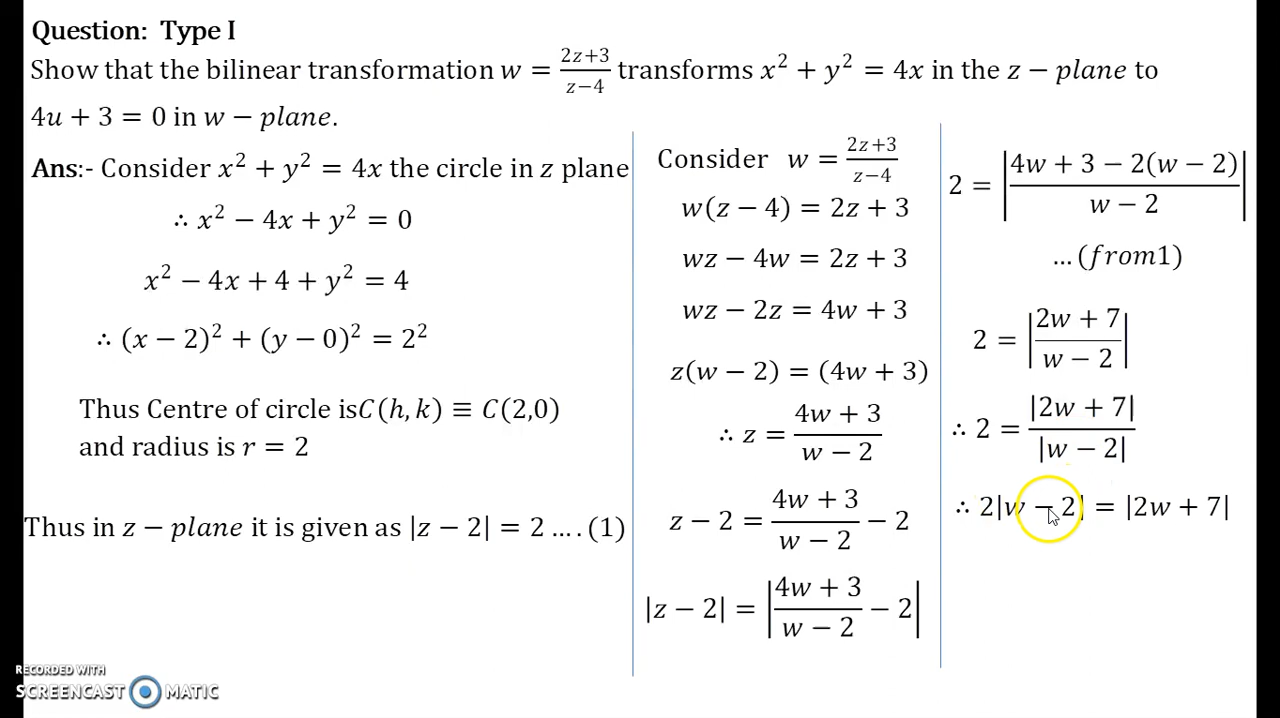 Question: Type I
Show that the bilinear transformation w = (2z+3)/(z−4) transforms x² + y² = 4x in the z − plane to
4u + 3 = 0 in w − plane.
Ans:- Consider x² + y² = 4x the circle in z plane
∴ x² − 4x + y² = 0
x² − 4x + 4 + y² = 4
∴ (x − 2)² + (y − 0)² = 2²
Thus Centre of circle isC(h, k) ≡ C(2,0)
and radius is r = 2
Thus in z − plane it is given as |z − 2| = 2 … . (1)
Consider w = (2z+3)/(z−4)
w(z − 4) = 2z + 3
wz − 4w = 2z + 3
wz − 2z = 4w + 3
z(w − 2) = (4w + 3)
∴ z = (4w + 3)/(w − 2)
z − 2 = (4w + 3)/(w − 2) − 2
|z − 2| = |(4w + 3)/(w − 2) − 2|
2 = |(4w + 3 − 2(w − 2))/(w − 2)|
… (from1)
2 = |(2w + 7)/(w − 2)|
∴ 2 = |2w + 7|/|w − 2|
∴ 2|w − 2| = |2w + 7|
RECORDED WITH
SCREENCAST MATIC